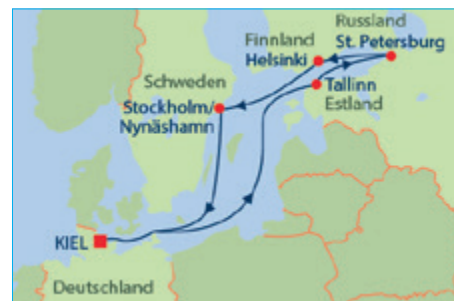 Russland
St. Petersburg
Finnland
Helsinki
Tallinn
Estland
Schweden
Stockholm/
Nynäshamn
KIEL
Deutschland